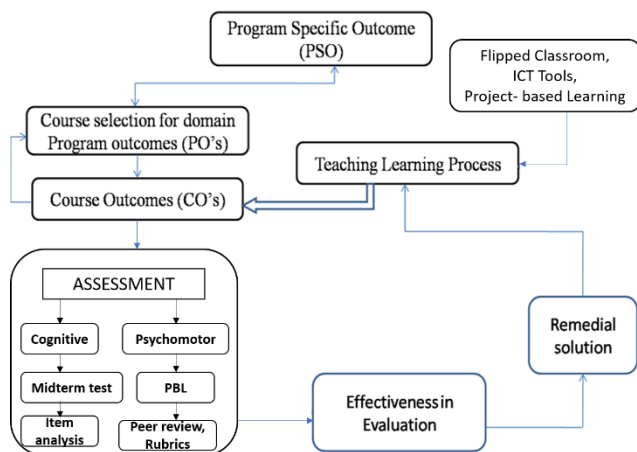 Program Specific Outcome
(PSO)
Flipped Classroom,
ICT Tools,
Project- based Learning
Course selection for domain
Program outcomes (PO's)
Teaching Learning Process
Course Outcomes (CO's)
ASSESSMENT
Cognitive
Psychomotor
Midterm test
PBL
Item
analysis
Peer review,
Rubrics
Effectiveness in
Evaluation
Remedial
solution